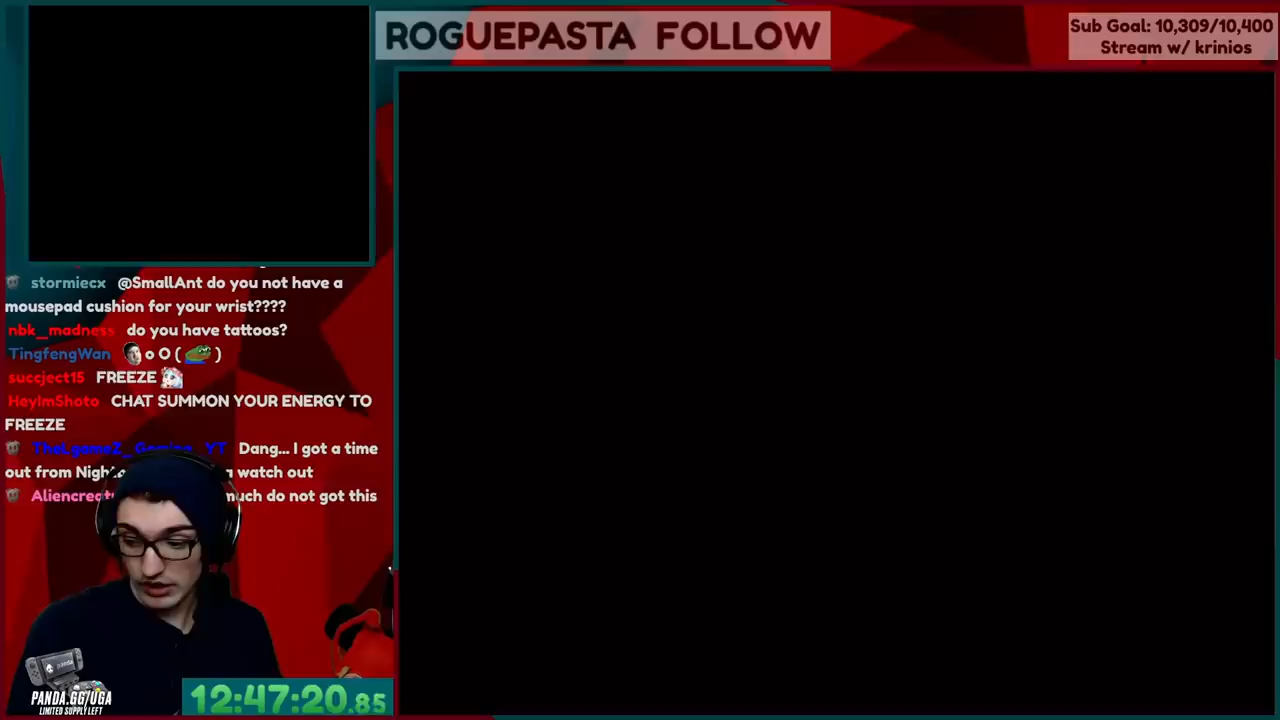 ROGUEPASTA FOLLOW
Sub Goal: 10,309/10,400
Stream w/ krinios
stormiecx @SmallAnt do you not have a
mousepad cushion for your wrist????
nbk_madness do you have tattoos?
TingfengWan o O ( )
succject15 FREEZE
HeyImShoto CHAT SUMMON YOUR ENERGY TO
FREEZE
TheLgameZ_Gaming_YT Dang... I got a time
out from watch out
much do not got this
PANDA.GG/UGA
LIMITED SUPPLY LEFT
12:47:20.85